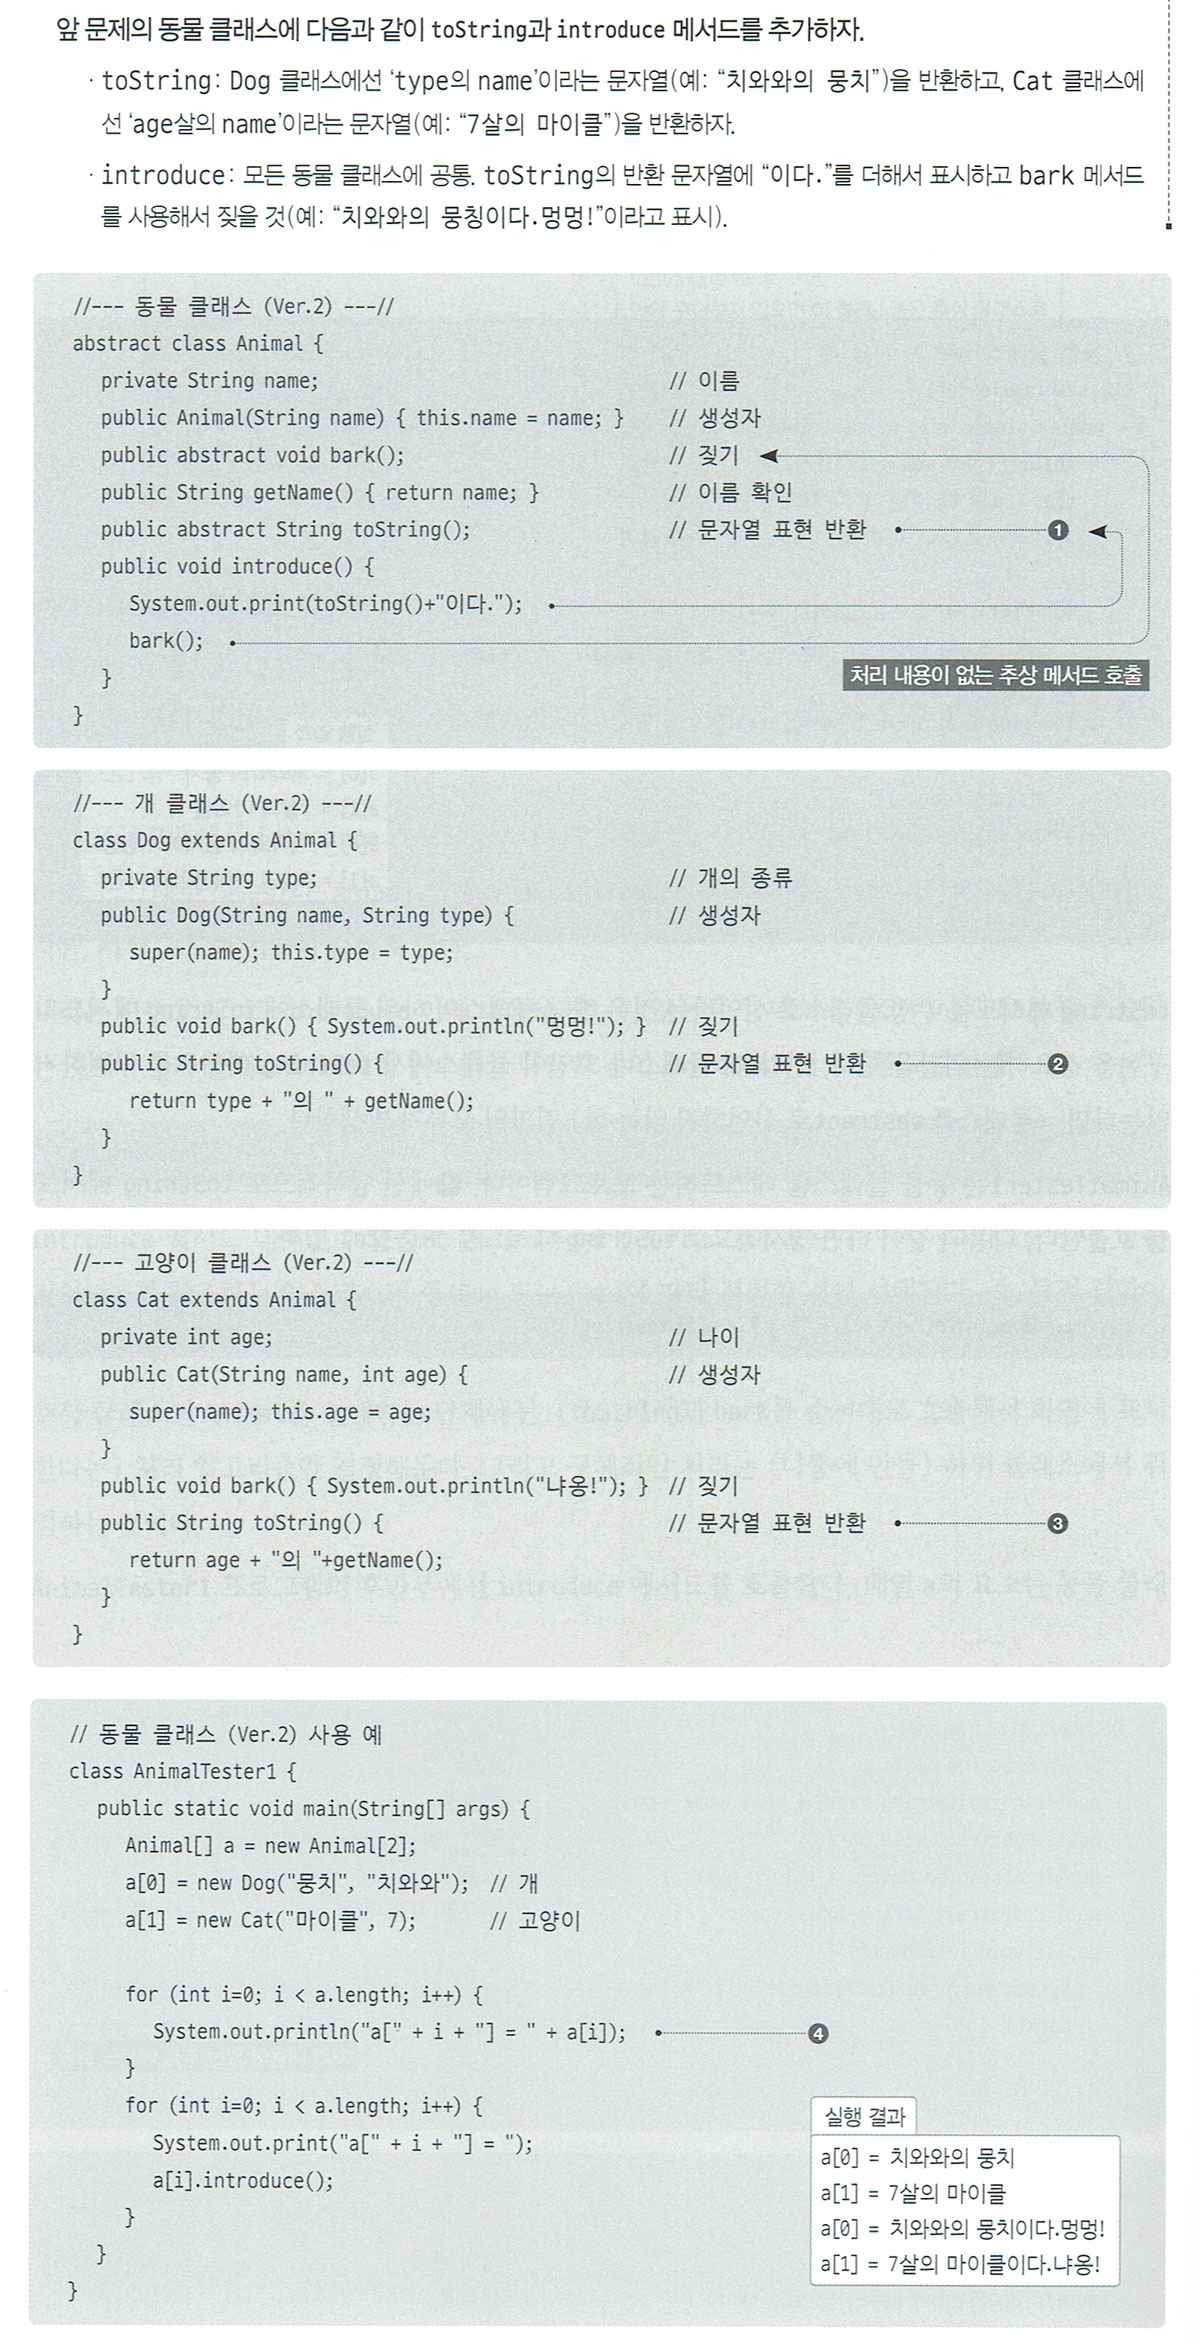 앞 문제의 동물 클래스에 다음과 같이 toString과 introduce 메서드를 추가하자.
· toString: Dog 클래스에선 ‘type의 name’이라는 문자열(예: “치와와의 뭉치”)을 반환하고, Cat 클래스에
선 ‘age살의 name’이라는 문자열(예: “7살의 마이클”)을 반환하자.
· introduce: 모든 동물 클래스에 공통. toString의 반환 문자열에 “이다.”를 더해서 표시하고 bark 메서드
를 사용해서 짖을 것(예: “치와와의 뭉칭이다.멍멍!”이라고 표시).
//--- 동물 클래스 (Ver.2) ---//
abstract class Animal {
private String name; // 이름
public Animal(String name) { this.name = name; } // 생성자
public abstract void bark(); // 짖기
public String getName() { return name; } // 이름 확인
public abstract String toString(); // 문자열 표현 반환 ❶
public void introduce() {
System.out.print(toString()+"이다.");
bark();
}
처리 내용이 없는 추상 메서드 호출
}
//--- 개 클래스 (Ver.2) ---//
class Dog extends Animal {
private String type; // 개의 종류
public Dog(String name, String type) { // 생성자
super(name); this.type = type;
}
public void bark() { System.out.println("멍멍!"); } // 짖기
public String toString() { // 문자열 표현 반환 ❷
return type + "의 " + getName();
}
}
//--- 고양이 클래스 (Ver.2) ---//
class Cat extends Animal {
private int age; // 나이
public Cat(String name, int age) { // 생성자
super(name); this.age = age;
}
public void bark() { System.out.println("냐옹!"); } // 짖기
public String toString() { // 문자열 표현 반환 ❸
return age + "의 "+getName();
}
}
// 동물 클래스 (Ver.2) 사용 예
class AnimalTester1 {
public static void main(String[] args) {
Animal[] a = new Animal[2];
a[0] = new Dog("뭉치", "치와와"); // 개
a[1] = new Cat("마이클", 7); // 고양이
for (int i=0; i < a.length; i++) {
System.out.println("a[" + i + "] = " + a[i]); ❹
}
for (int i=0; i < a.length; i++) {
System.out.print("a[" + i + "] = ");
a[i].introduce();
}
}
}
실행 결과
a[0] = 치와와의 뭉치
a[1] = 7살의 마이클
a[0] = 치와와의 뭉치이다.멍멍!
a[1] = 7살의 마이클이다.냐옹!